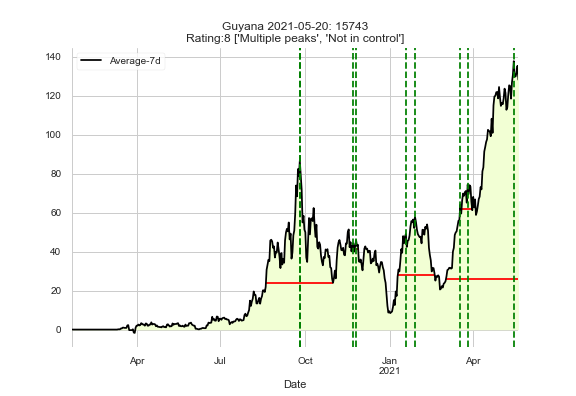 Guyana 2021-05-20: 15743
Rating:8 ['Multiple peaks', 'Not in control']
Average-7d
140
120
100
80
60
40
20
0
Apr Jul Oct Jan Apr
2021
Date